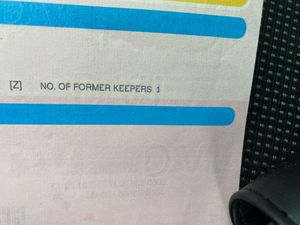 [Z] NO. OF FORMER KEEPERS 1